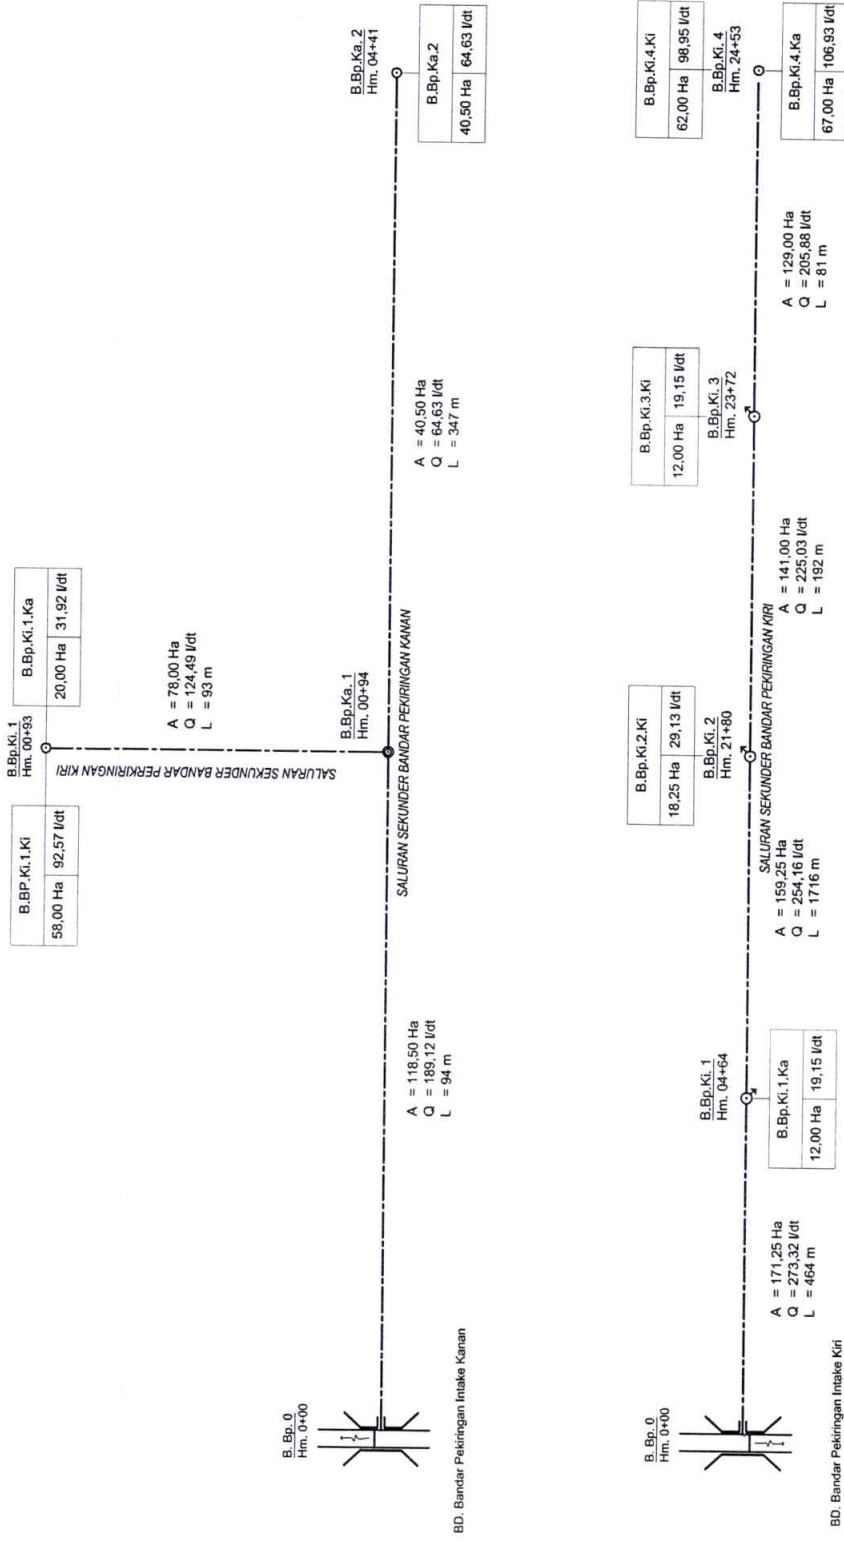 B.BP.Ki.1.Ki
58,00 Ha 92,57 l/dt
B.Bp.Ki. 1
Hm. 00+93
B.Bp.Ki.1.Ka
20,00 Ha 31,92 l/dt
SALURAN SEKUNDER BANDAR PERKIRINGAN KIRI
A = 78,00 Ha
Q = 124,49 l/dt
L = 93 m
B. Bp. 0
Hm. 0+00
BD. Bandar Pekiringan Intake Kanan
A = 118,50 Ha
Q = 189,12 l/dt
L = 94 m
B.Bp.Ka. 1
Hm. 00+94
SALURAN SEKUNDER BANDAR PEKIRINGAN KANAN
A = 40,50 Ha
Q = 64,63 l/dt
L = 347 m
B.Bp.Ka. 2
Hm. 04+41
B.Bp.Ka.2
40,50 Ha 64,63 l/dt
B. Bp. 0
Hm. 0+00
BD. Bandar Pekiringan Intake Kiri
A = 171,25 Ha
Q = 273,32 l/dt
L = 464 m
B.Bp.Ki. 1
Hm. 04+64
B.Bp.Ki.1.Ka
12,00 Ha 19,15 l/dt
A = 159,25 Ha
Q = 254,16 l/dt
L = 1716 m
B.Bp.Ki.2.Ki
18,25 Ha 29,13 l/dt
B.Bp.Ki. 2
Hm. 21+80
SALURAN SEKUNDER BANDAR PEKIRINGAN KIRI
A = 141,00 Ha
Q = 225,03 l/dt
L = 192 m
B.Bp.Ki.3.Ki
12,00 Ha 19,15 l/dt
B.Bp.Ki. 3
Hm. 23+72
A = 129,00 Ha
Q = 205,88 l/dt
L = 81 m
B.Bp.Ki.4.Ki
62,00 Ha 98,95 l/dt
B.Bp.Ki. 4
Hm. 24+53
B.Bp.Ki.4.Ka
67,00 Ha 106,93 l/dt